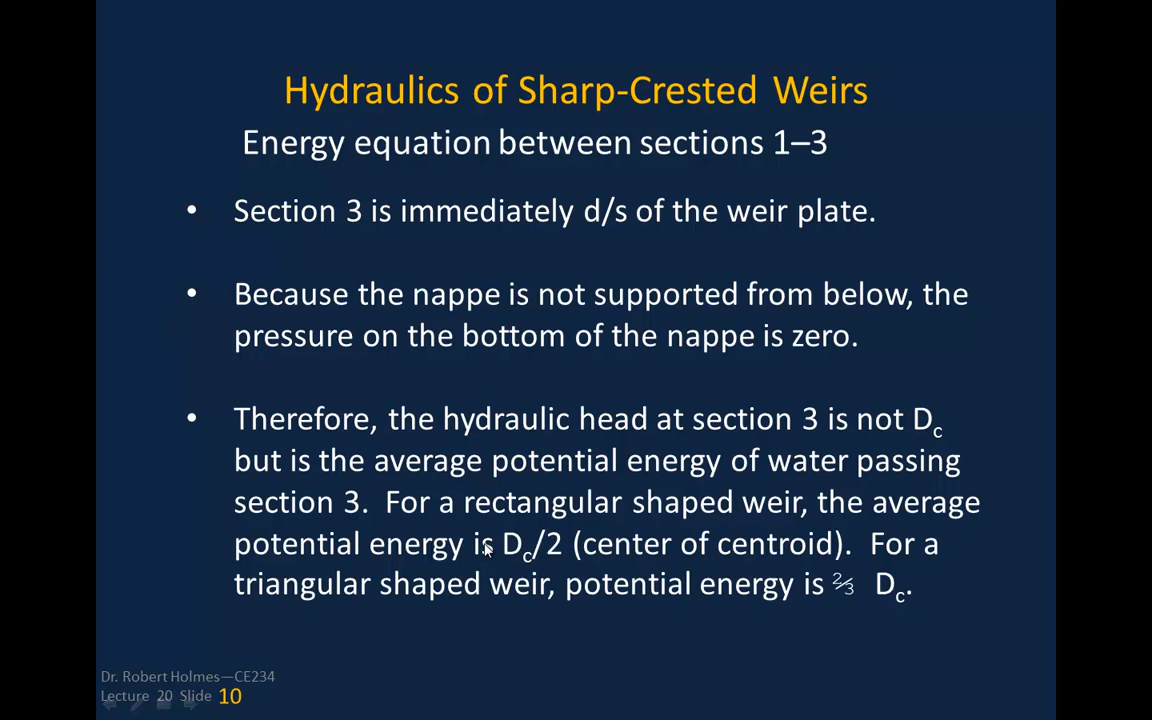 Hydraulics of Sharp-Crested Weirs
Energy equation between sections 1–3
• Section 3 is immediately d/s of the weir plate.
• Because the nappe is not supported from below, the
pressure on the bottom of the nappe is zero.
• Therefore, the hydraulic head at section 3 is not Dc
but is the average potential energy of water passing
section 3. For a rectangular shaped weir, the average
potential energy is Dc/2 (center of centroid). For a
triangular shaped weir, potential energy is ⅔ Dc.
Dr. Robert Holmes—CE234
Lecture 20 Slide 10